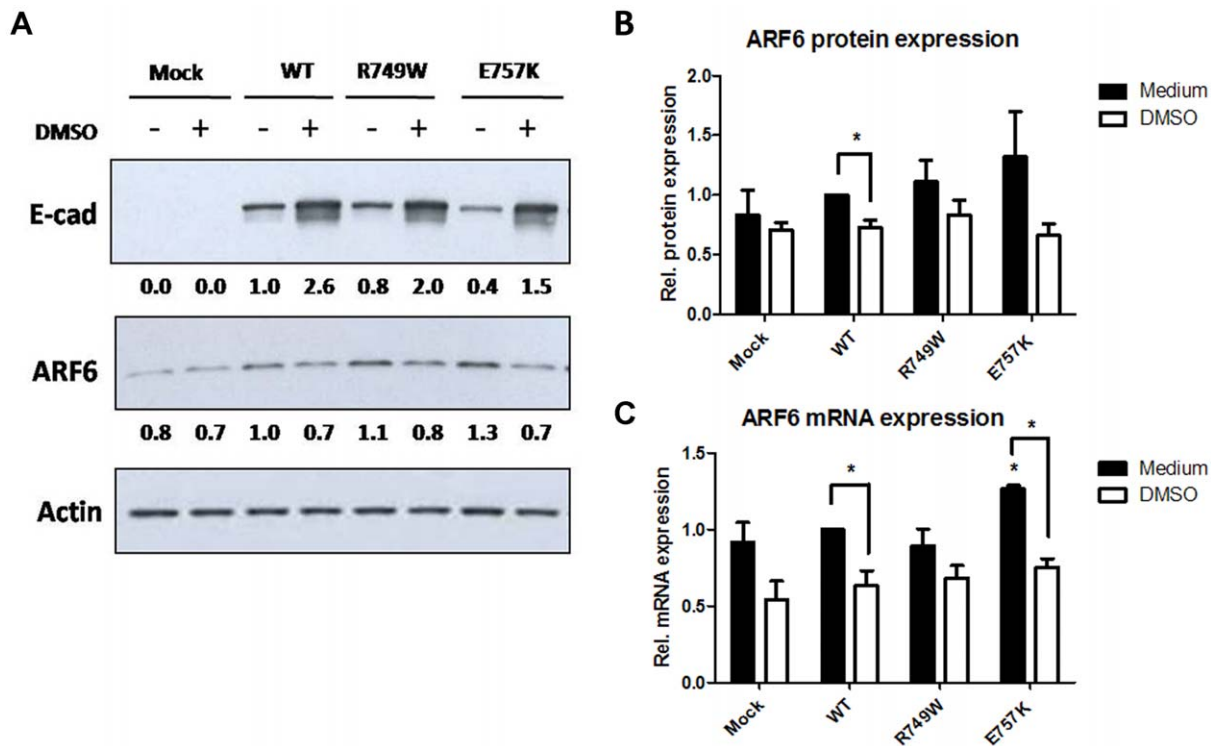 A
Mock WT R749W E757K
DMSO - + - + - + - +
E-cad
0.0 0.0 1.0 2.6 0.8 2.0 0.4 1.5
ARF6
0.8 0.7 1.0 0.7 1.1 0.8 1.3 0.7
Actin
B
ARF6 protein expression
Rel. protein expression
2.0
1.5
1.0
0.5
0.0
*
Mock WT R749W E757K
Medium
DMSO
C
ARF6 mRNA expression
Rel. mRNA expression
1.5
1.0
0.5
0.0
*
*
*
Mock WT R749W E757K
Medium
DMSO